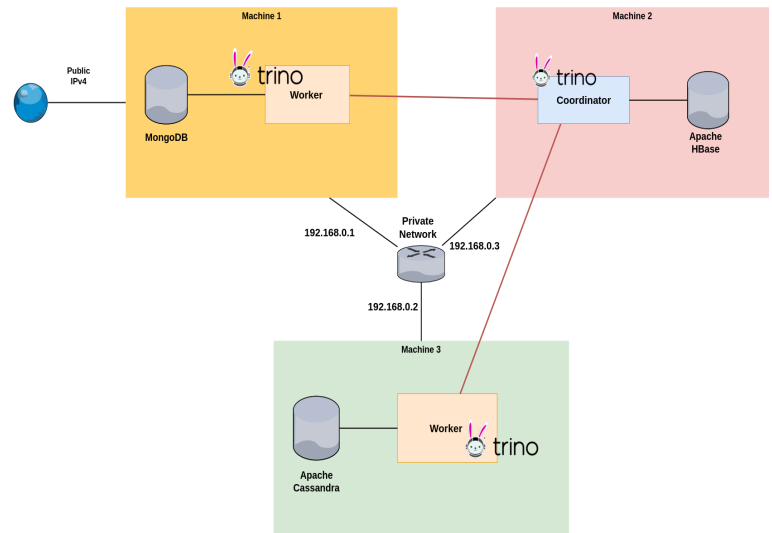 Machine 1
Machine 2
Public
IPv4
trino
Worker
MongoDB
trino
Coordinator
Apache
HBase
Private
Network
192.168.0.1
192.168.0.3
192.168.0.2
Machine 3
Worker
trino
Apache
Cassandra